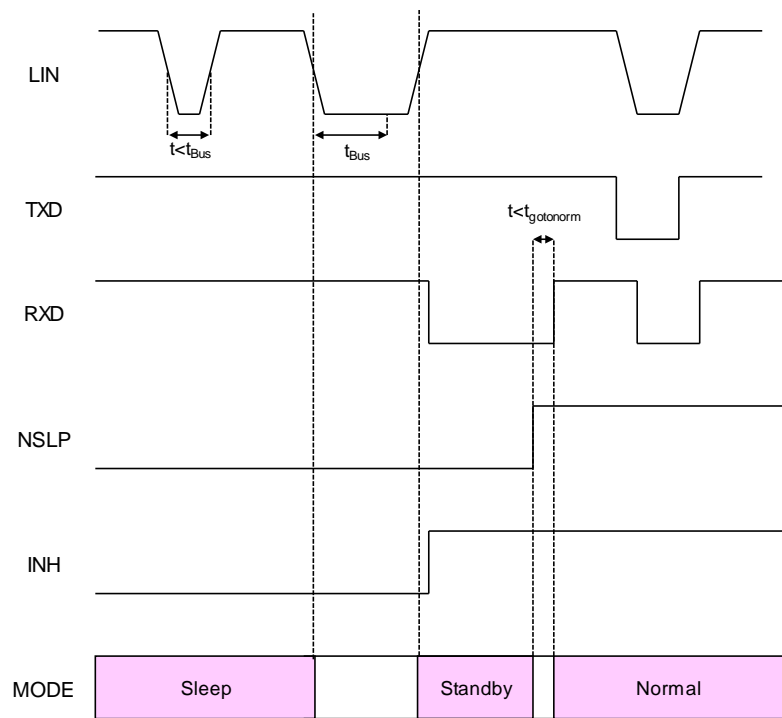 LIN
t<tBus
tBus
TXD
t<tgotonorm
RXD
NSLP
INH
MODE
Sleep
Standby
Normal